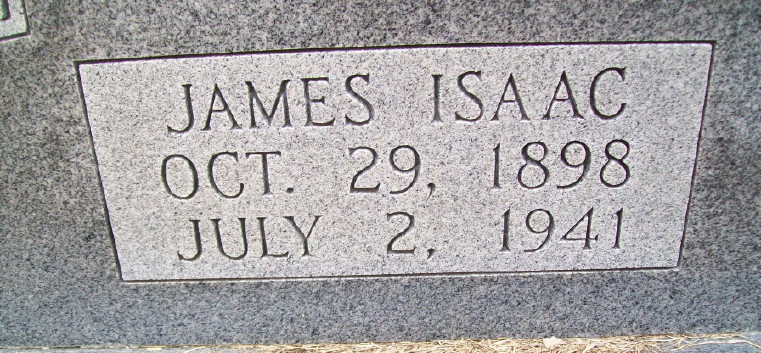 JAMES ISAAC
OCT. 29, 1898
JULY 2, 1941